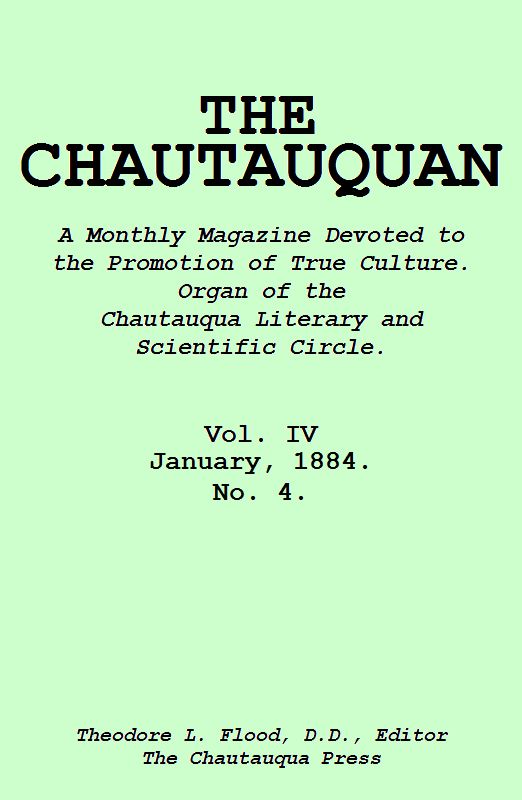 THE
CHAUTAUQUAN
A Monthly Magazine Devoted to
the Promotion of True Culture.
Organ of the
Chautauqua Literary and
Scientific Circle.
Vol. IV
January, 1884.
No. 4.
Theodore L. Flood, D.D., Editor
The Chautauqua Press